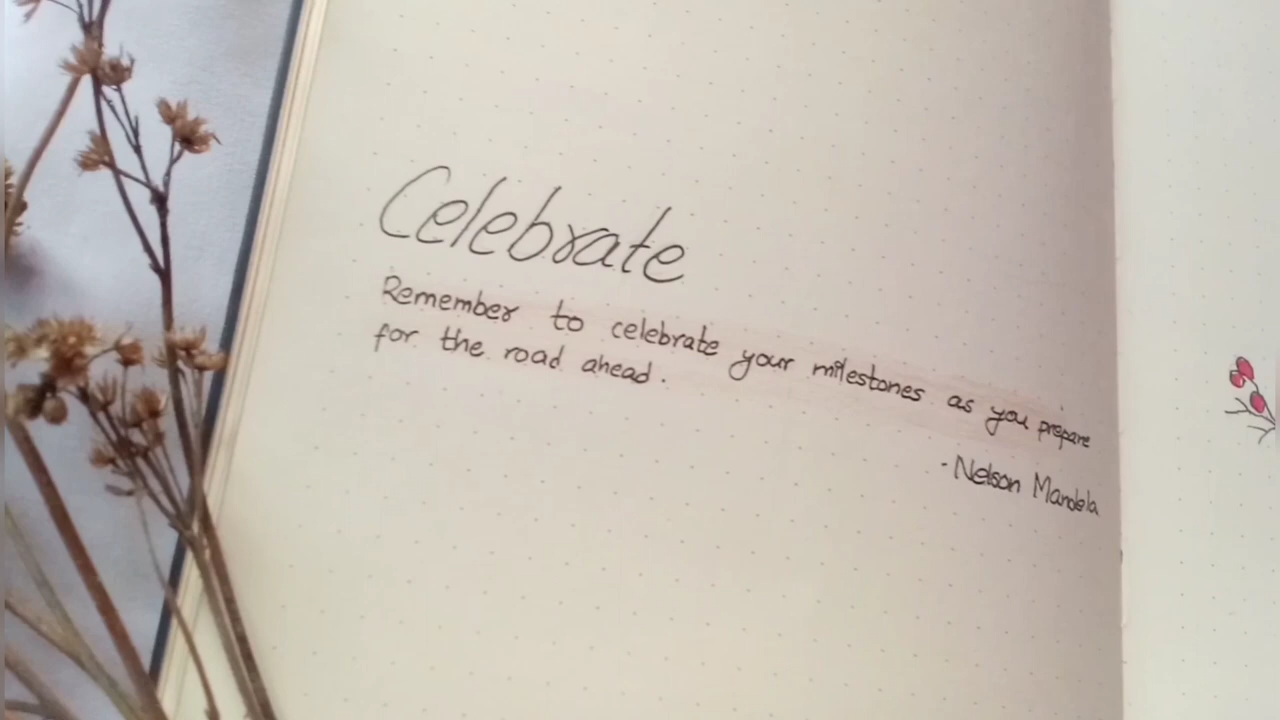 Celebrate
Remember to celebrate your milestones as you prepare
for the road ahead.
- Nelson Mandela